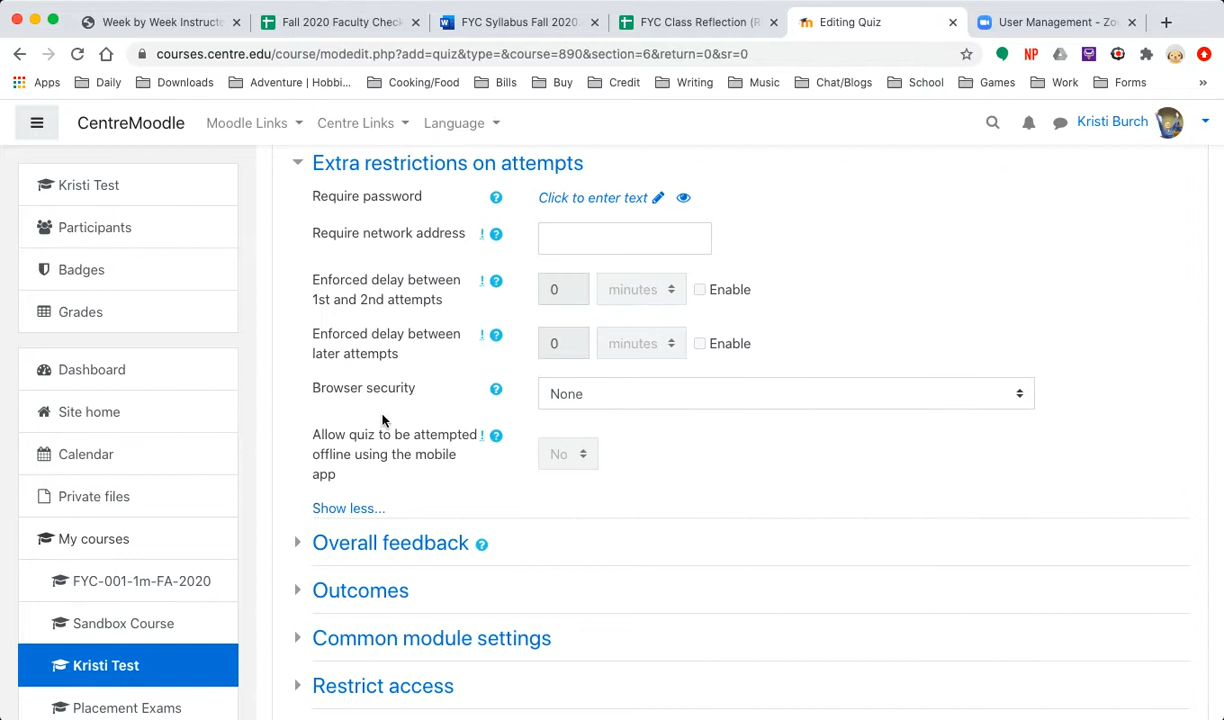 Week by Week Instruct
Fall 2020 Faculty Check
FYC Syllabus Fall 2020.
FYC Class Reflection (R
Editing Quiz
User Management - Zo
courses.centre.edu/course/modedit.php?add=quiz&type=&course=890&section=6&return=0&sr=0
NP
Apps
Daily
Downloads
Adventure | Hobbi...
Cooking/Food
Bills
Buy
Credit
Writing
Music
Chat/Blogs
School
Games
Work
Forms
»
CentreMoodle
Moodle Links
Centre Links
Language
Kristi Burch
Kristi Test
Participants
Badges
Grades
Dashboard
Site home
Calendar
Private files
My courses
FYC-001-1m-FA-2020
Sandbox Course
Kristi Test
Placement Exams
Extra restrictions on attempts
Require password
Click to enter text
Require network address
Enforced delay between
1st and 2nd attempts
0
minutes
Enable
Enforced delay between
later attempts
0
minutes
Enable
Browser security
None
Allow quiz to be attempted
offline using the mobile
app
No
Show less...
Overall feedback
Outcomes
Common module settings
Restrict access